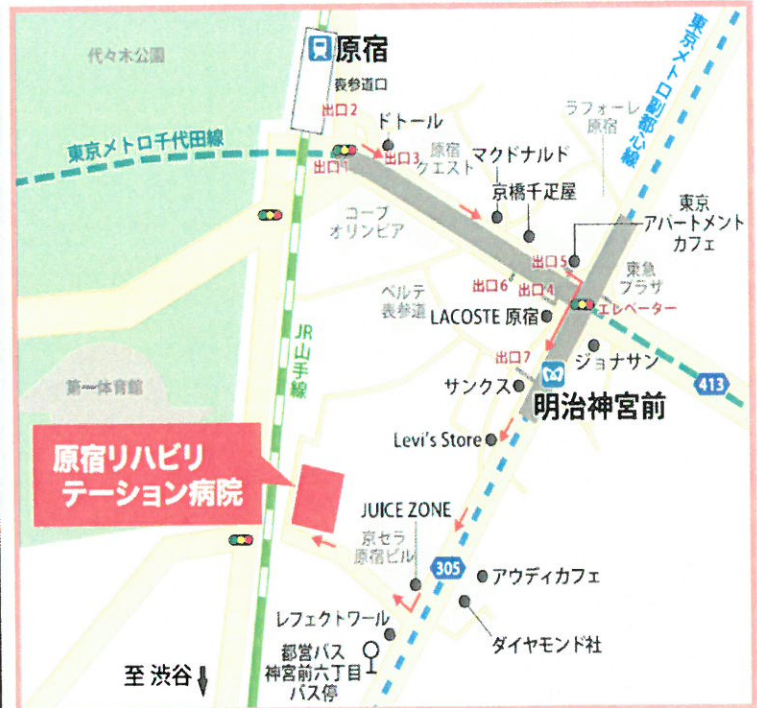 代々木公園
原宿
表参道口
出口2
東京メトロ副都心線
ラフォーレ
原宿
東京メトロ千代田線
出口1
ドトール
出口3
原宿
クエスト
マクドナルド
京橋千疋屋
東京
アパートメント
カフェ
コープ
オリンピア
出口5
東急
プラザ
出口6
出口4
エレベーター
ベルテ
表参道
LACOSTE 原宿
JR山手線
出口7
ジョナサン
第一体育館
サンクス
明治神宮前
413
Levi's Store
原宿リハビリ
テーション病院
JUICE ZONE
京セラ
原宿ビル
305
アウディカフェ
レフェクトワール
ダイヤモンド社
都営バス
神宮前六丁目
バス停
至 渋谷